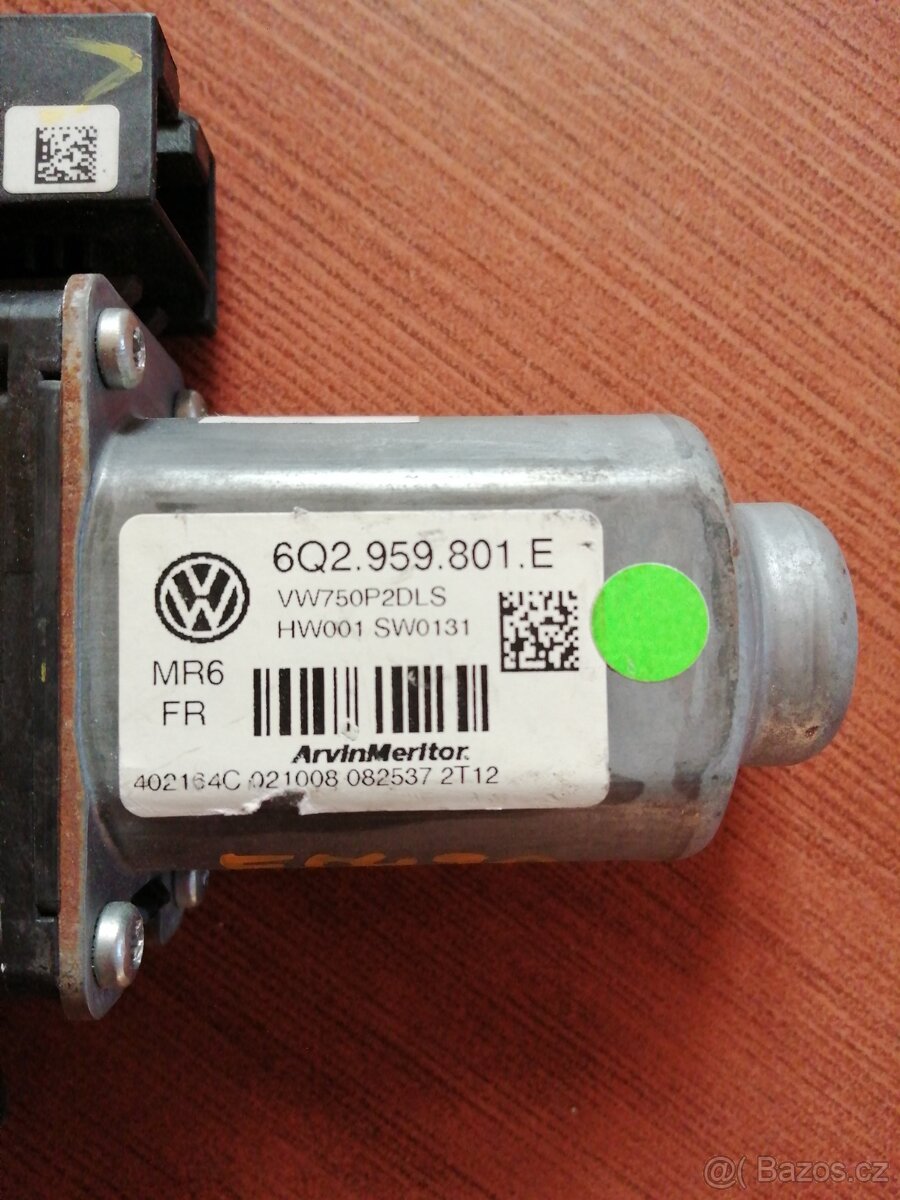 6Q2.959.801.E
VW750P2DLS
HW001 SW0131
MR6
FR
ArvinMeritor.
402164C 021008 082537 2T12
@( Bazos.cz